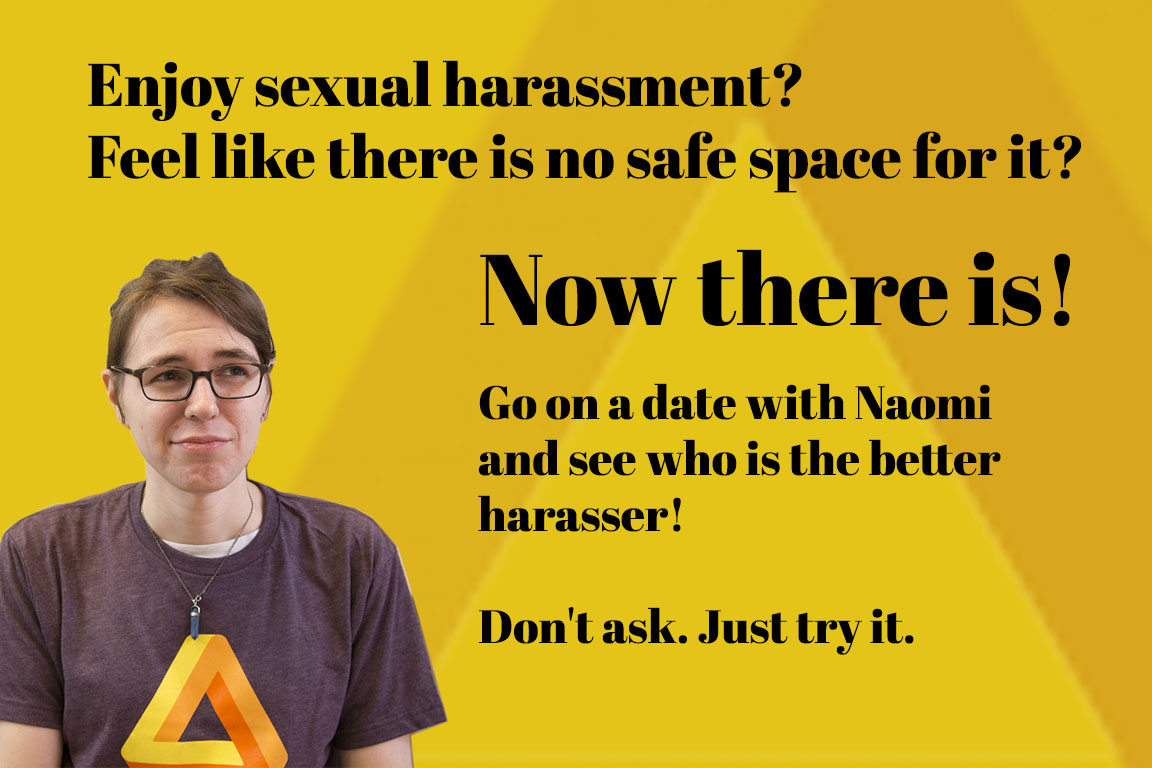 Enjoy sexual harassment?
Feel like there is no safe space for it?
Now there is!
Go on a date with Naomi
and see who is the better
harasser!
Don't ask. Just try it.